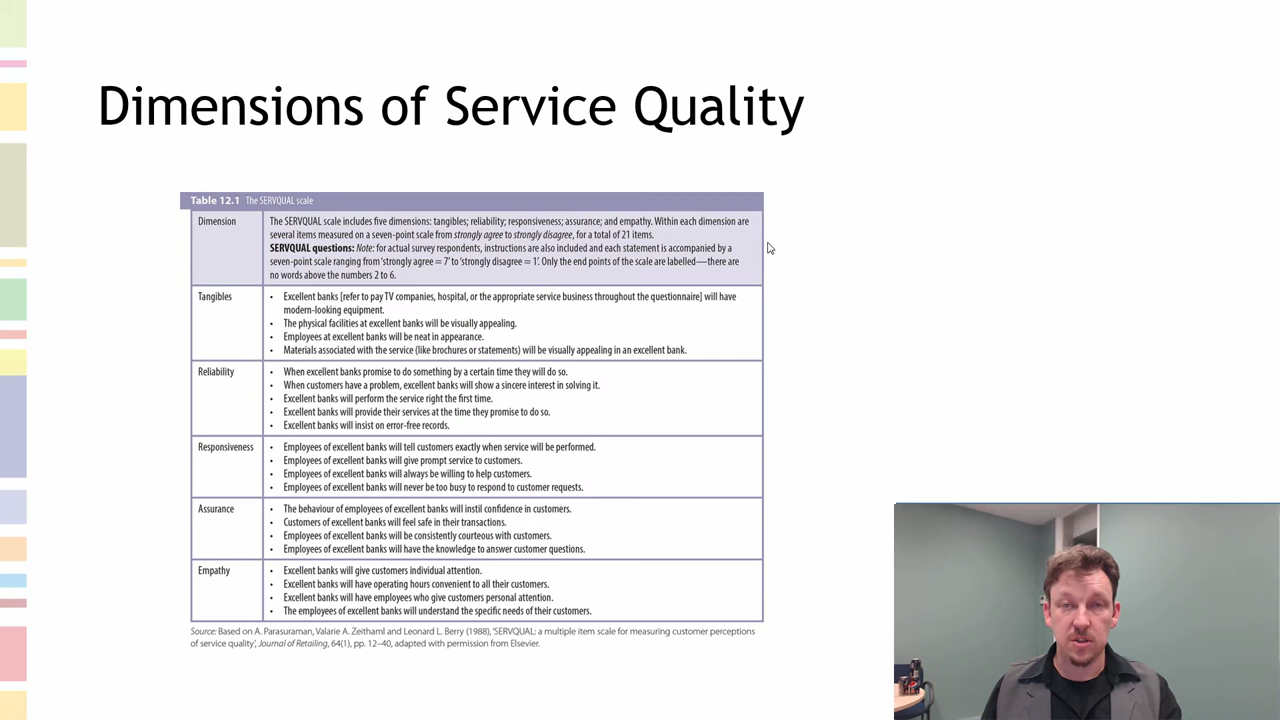 Dimensions of Service Quality
Table 12.1 The SERVQUAL scale
Dimension
The SERVQUAL scale includes five dimensions: tangibles; reliability; responsiveness; assurance; and empathy. Within each dimension are
several items measured on a seven-point scale from strongly agree to strongly disagree, for a total of 21 items.
SERVQUAL questions: Note: for actual survey respondents, instructions are also included and each statement is accompanied by a
seven-point scale ranging from 'strongly agree = 7' to 'strongly disagree = 1'. Only the end points of the scale are labelled—there are
no words above the numbers 2 to 6.
Tangibles
• Excellent banks [refer to pay TV companies, hospital, or the appropriate service business throughout the questionnaire] will have
modern-looking equipment.
• The physical facilities at excellent banks will be visually appealing.
• Employees at excellent banks will be neat in appearance.
• Materials associated with the service (like brochures or statements) will be visually appealing in an excellent bank.
Reliability
• When excellent banks promise to do something by a certain time they will do so.
• When customers have a problem, excellent banks will show a sincere interest in solving it.
• Excellent banks will perform the service right the first time.
• Excellent banks will provide their services at the time they promise to do so.
• Excellent banks will insist on error-free records.
Responsiveness
• Employees of excellent banks will tell customers exactly when service will be performed.
• Employees of excellent banks will give prompt service to customers.
• Employees of excellent banks will always be willing to help customers.
• Employees of excellent banks will never be too busy to respond to customer requests.
Assurance
• The behaviour of employees of excellent banks will instil confidence in customers.
• Customers of excellent banks will feel safe in their transactions.
• Employees of excellent banks will be consistently courteous with customers.
• Employees of excellent banks will have the knowledge to answer customer questions.
Empathy
• Excellent banks will give customers individual attention.
• Excellent banks will have operating hours convenient to all their customers.
• Excellent banks will have employees who give customers personal attention.
• The employees of excellent banks will understand the specific needs of their customers.
Source: Based on A. Parasuraman, Valarie A. Zeithaml and Leonard L. Berry (1988), 'SERVQUAL: a multiple item scale for measuring customer perceptions
of service quality', Journal of Retailing, 64(1), pp. 12–40, adapted with permission from Elsevier.